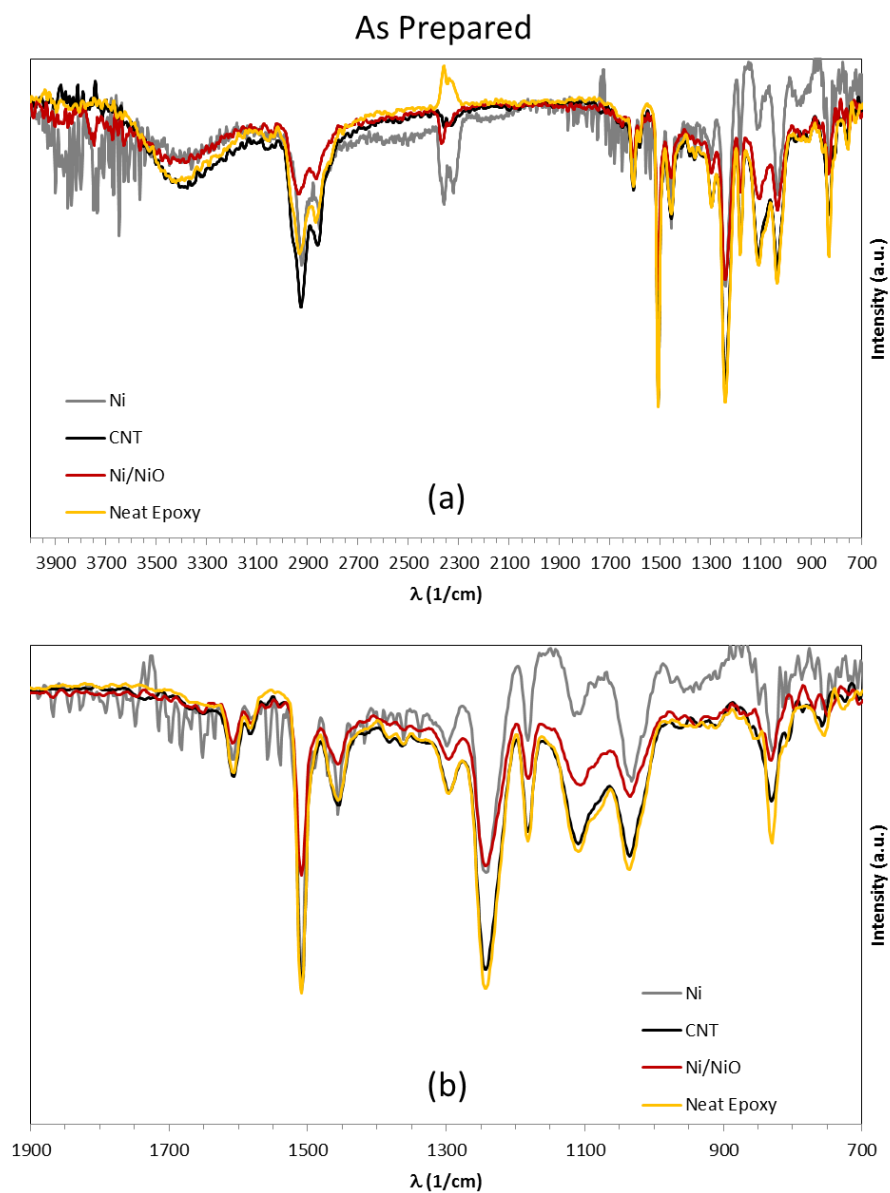 As Prepared
Intensity (a.u.)
Ni
CNT
Ni/NiO
Neat Epoxy
(a)
3900 3700 3500 3300 3100 2900 2700 2500 2300 2100 1900 1700 1500 1300 1100 900 700
λ (1/cm)
Intensity (a.u.)
Ni
CNT
Ni/NiO
Neat Epoxy
(b)
1900 1700 1500 1300 1100 900 700
λ (1/cm)